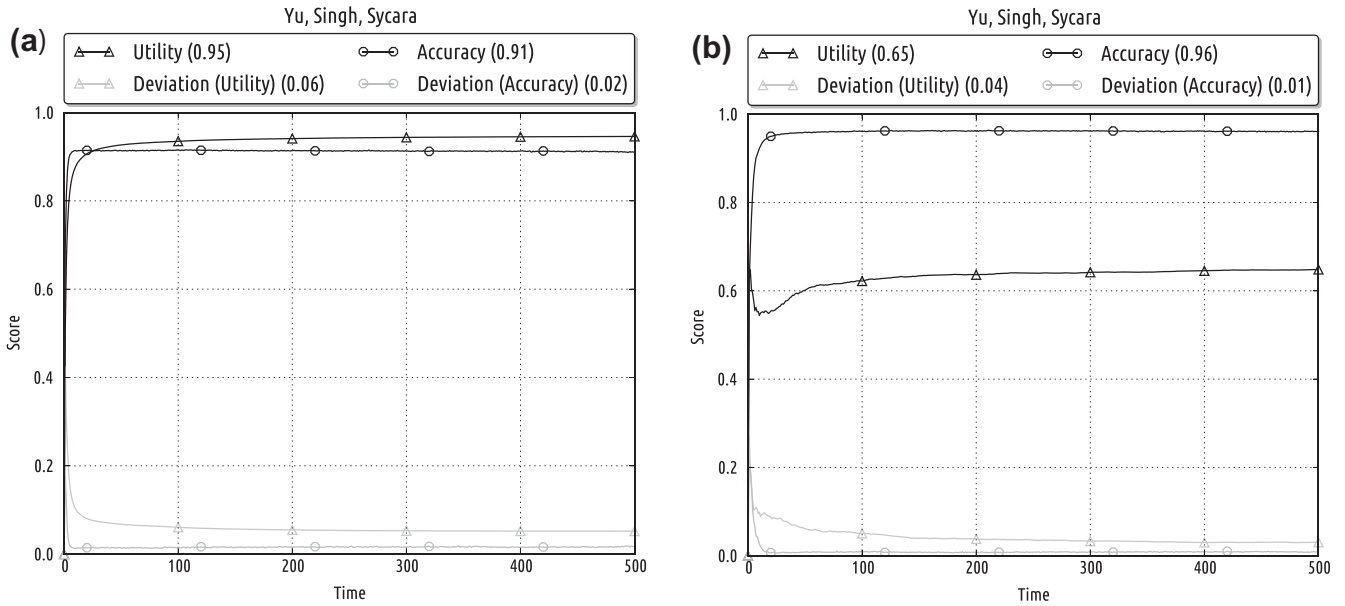 Yu, Singh, Sycara
(a)
Utility (0.95)
Accuracy (0.91)
Deviation (Utility) (0.06)
Deviation (Accuracy) (0.02)
1.0
0.8
0.6
0.4
0.2
0.0
Score
0 100 200 300 400 500
Time
Yu, Singh, Sycara
(b)
Utility (0.65)
Accuracy (0.96)
Deviation (Utility) (0.04)
Deviation (Accuracy) (0.01)
1.0
0.8
0.6
0.4
0.2
0.0
Score
0 100 200 300 400 500
Time